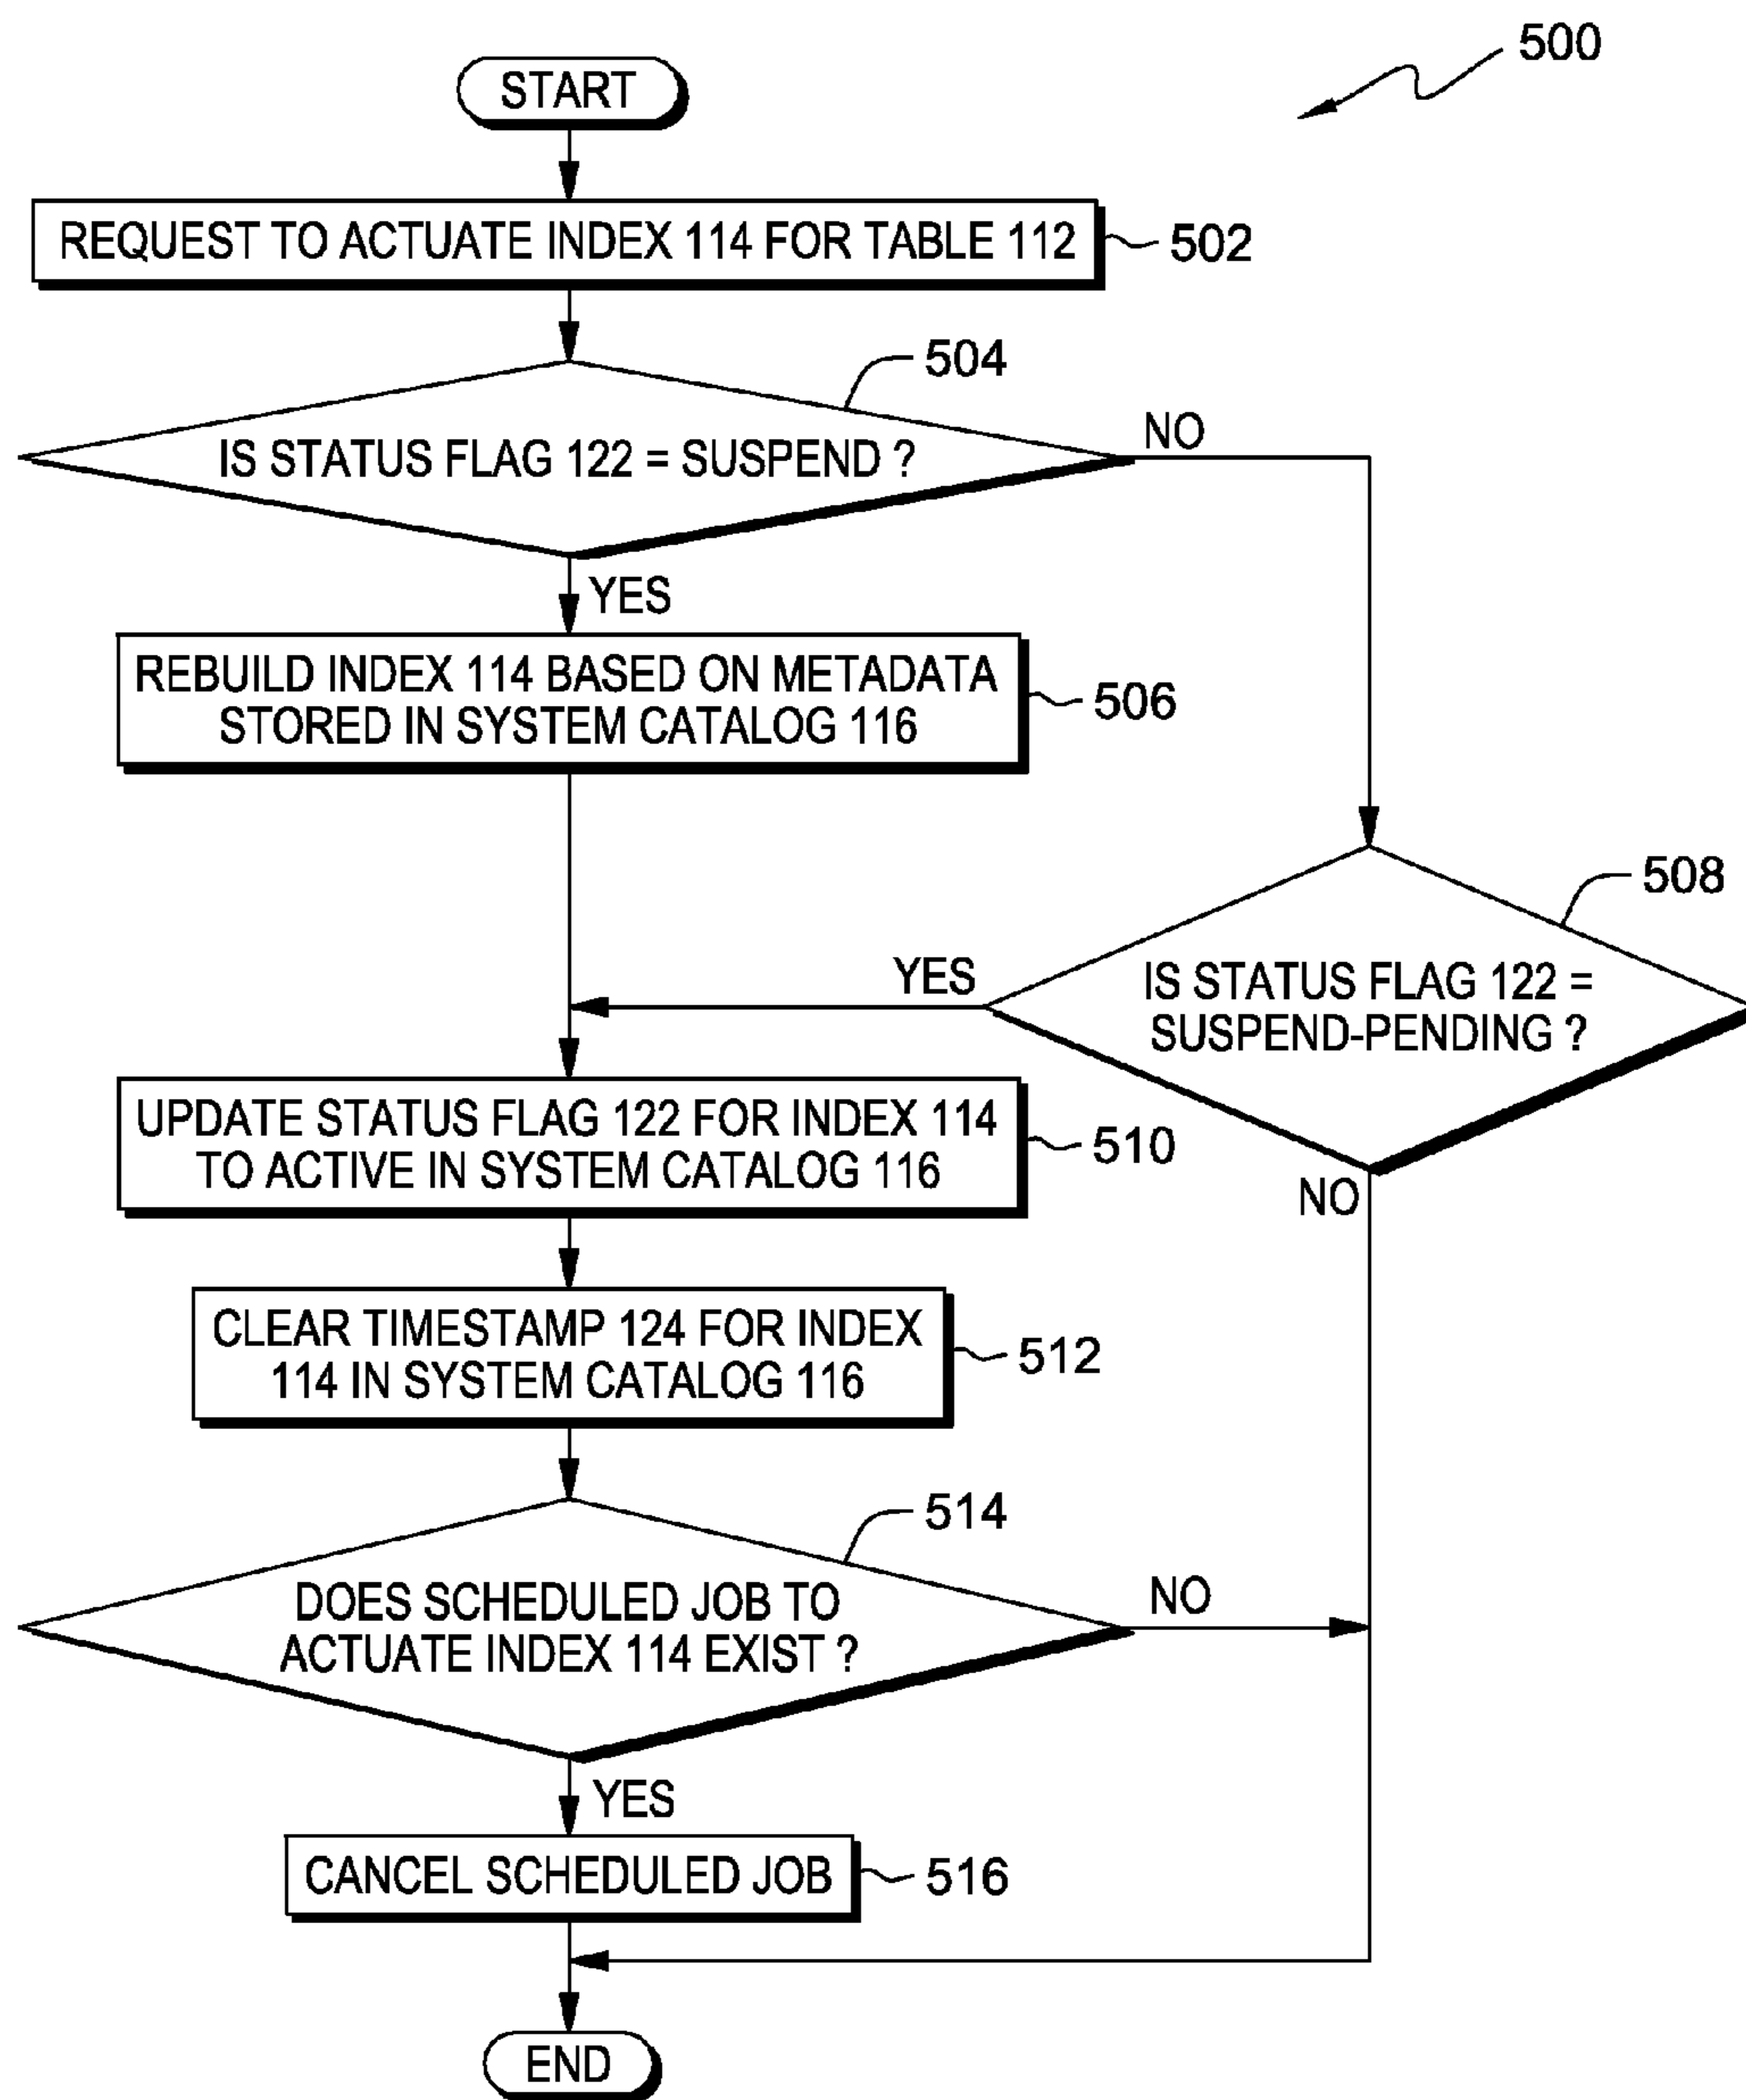 500
START
REQUEST TO ACTUATE INDEX 114 FOR TABLE 112
502
504
IS STATUS FLAG 122 = SUSPEND ?
NO
YES
REBUILD INDEX 114 BASED ON METADATA
STORED IN SYSTEM CATALOG 116
506
508
IS STATUS FLAG 122 =
SUSPEND-PENDING ?
YES
NO
UPDATE STATUS FLAG 122 FOR INDEX 114
TO ACTIVE IN SYSTEM CATALOG 116
510
CLEAR TIMESTAMP 124 FOR INDEX
114 IN SYSTEM CATALOG 116
512
514
DOES SCHEDULED JOB TO
ACTUATE INDEX 114 EXIST ?
NO
YES
CANCEL SCHEDULED JOB
516
END